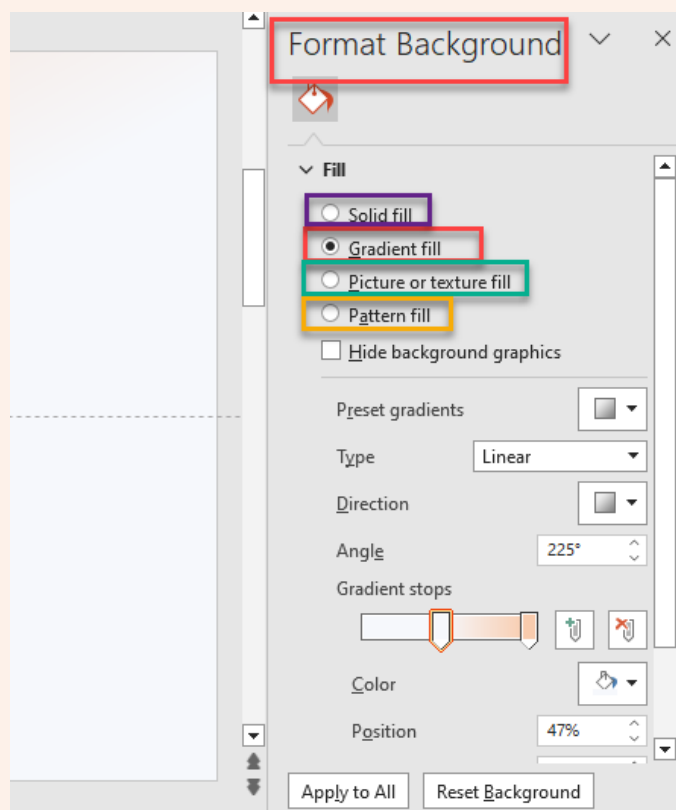 Format Background
Fill
Solid fill
Gradient fill
Picture or texture fill
Pattern fill
Hide background graphics
Preset gradients
Type Linear
Direction
Angle 225°
Gradient stops
Color
Position 47%
Apply to All Reset Background